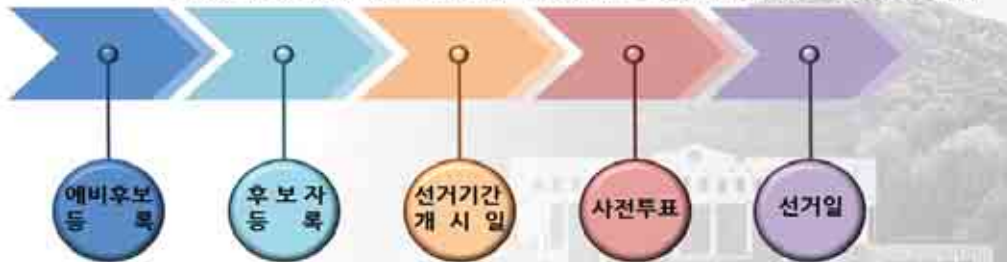 예비후보
등 록
후 보 자
등 록
선거기간
개 시 일
사전투표
선거일